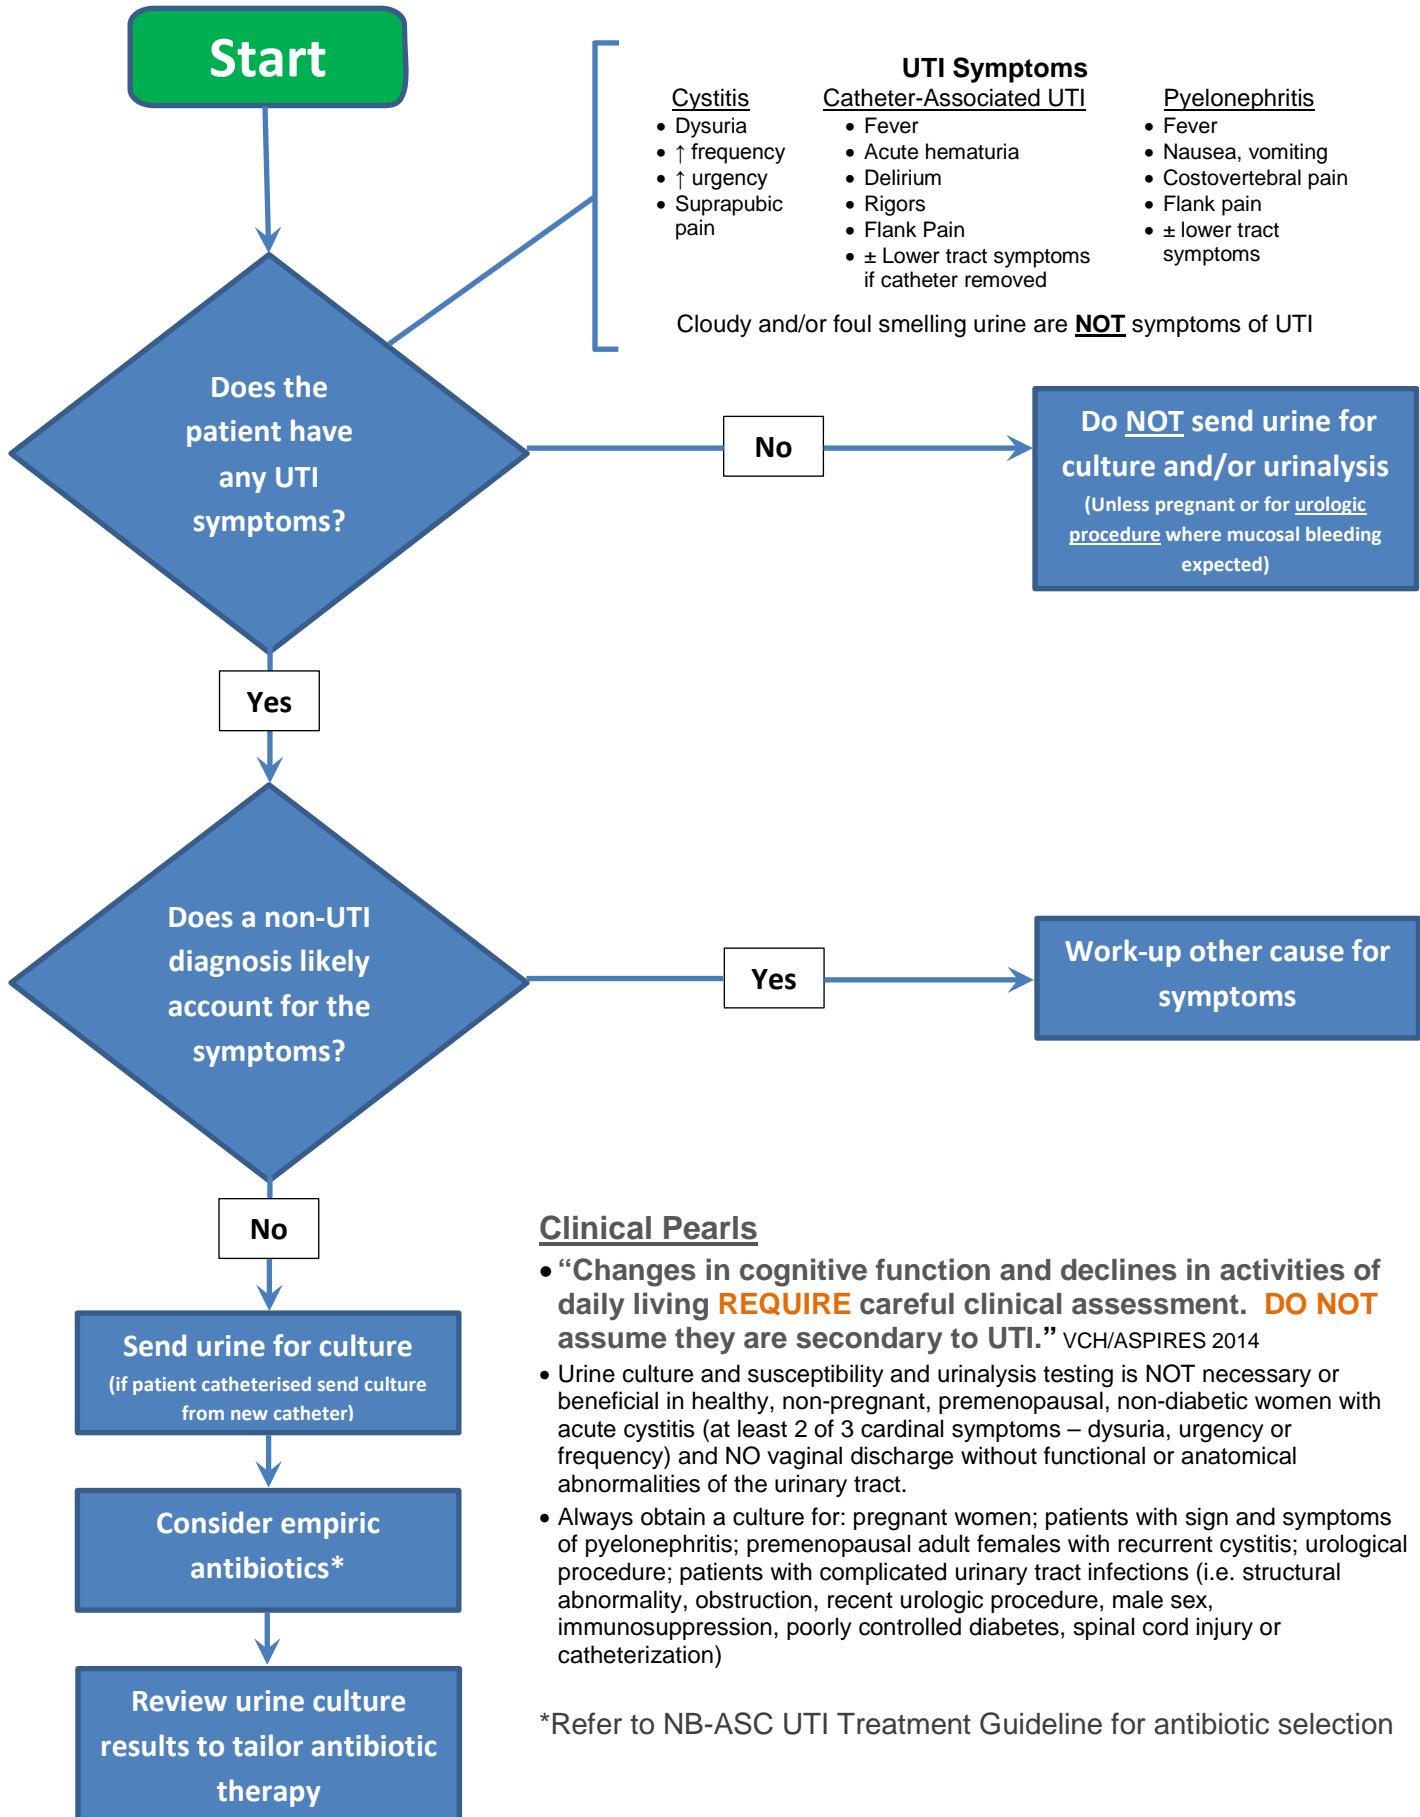 Start
UTI Symptoms
Cystitis
• Dysuria
• ↑ frequency
• ↑ urgency
• Suprapubic
pain
Catheter-Associated UTI
• Fever
• Acute hematuria
• Delirium
• Rigors
• Flank Pain
• ± Lower tract symptoms
if catheter removed
Pyelonephritis
• Fever
• Nausea, vomiting
• Costovertebral pain
• Flank pain
• ± lower tract
symptoms
Cloudy and/or foul smelling urine are NOT symptoms of UTI
Does the
patient have
any UTI
symptoms?
No
Do NOT send urine for
culture and/or urinalysis
(Unless pregnant or for urologic
procedure where mucosal bleeding
expected)
Yes
Does a non-UTI
diagnosis likely
account for the
symptoms?
Yes
Work-up other cause for
symptoms
No
Send urine for culture
(if patient catheterised send culture
from new catheter)
Consider empiric
antibiotics*
Review urine culture
results to tailor antibiotic
therapy
Clinical Pearls
• “Changes in cognitive function and declines in activities of
daily living REQUIRE careful clinical assessment. DO NOT
assume they are secondary to UTI.” VCH/ASPIRES 2014
• Urine culture and susceptibility and urinalysis testing is NOT necessary or
beneficial in healthy, non-pregnant, premenopausal, non-diabetic women with
acute cystitis (at least 2 of 3 cardinal symptoms – dysuria, urgency or
frequency) and NO vaginal discharge without functional or anatomical
abnormalities of the urinary tract.
• Always obtain a culture for: pregnant women; patients with sign and symptoms
of pyelonephritis; premenopausal adult females with recurrent cystitis; urological
procedure; patients with complicated urinary tract infections (i.e. structural
abnormality, obstruction, recent urologic procedure, male sex,
immunosuppression, poorly controlled diabetes, spinal cord injury or
catheterization)
*Refer to NB-ASC UTI Treatment Guideline for antibiotic selection